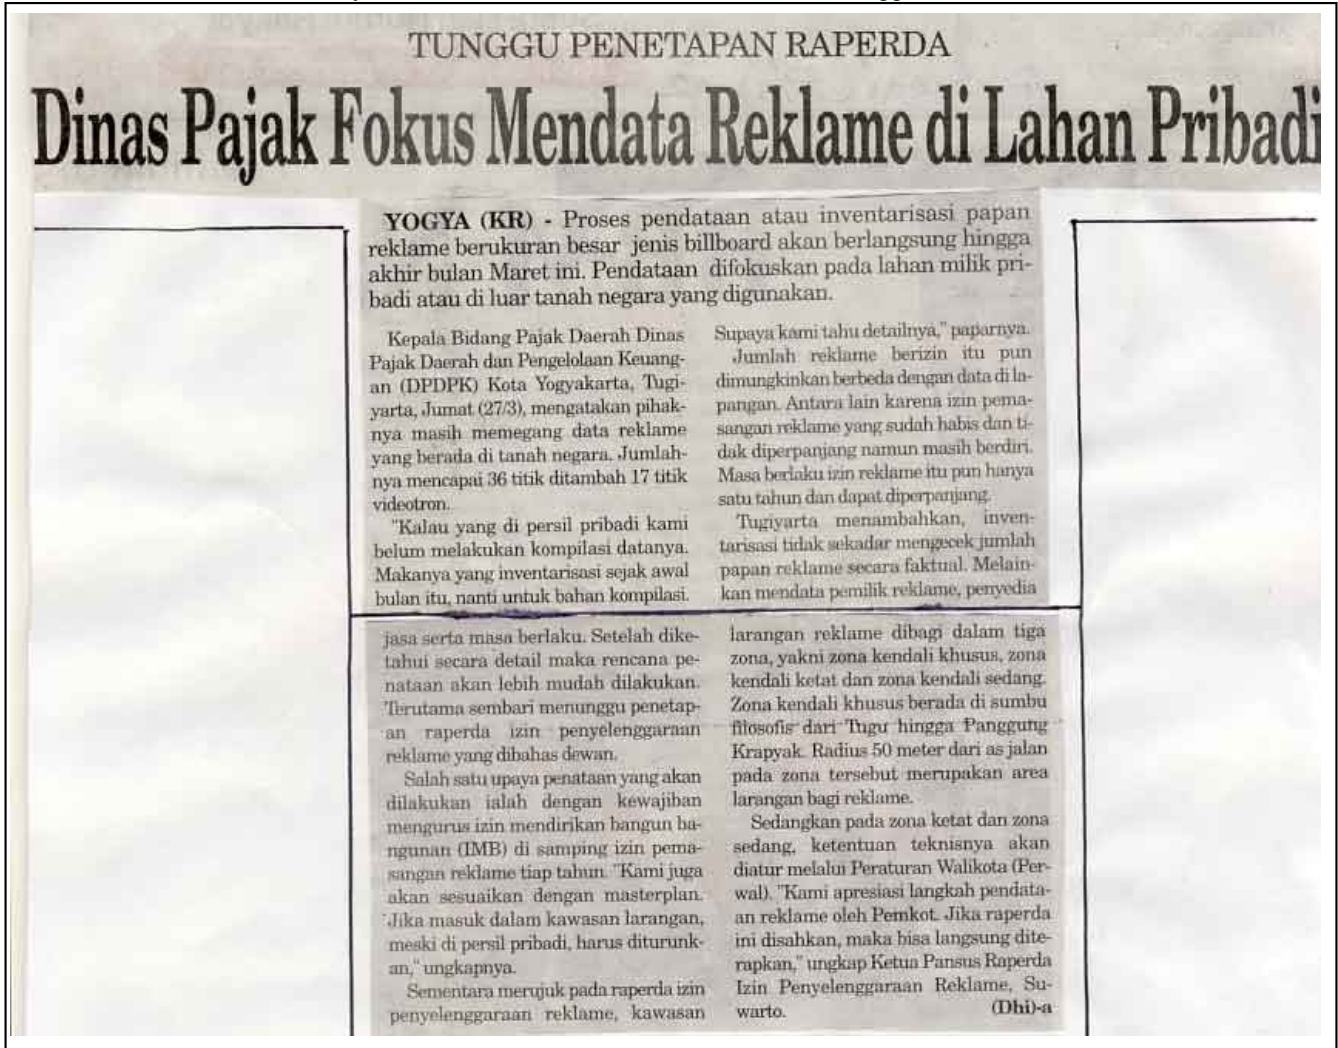 TUNGGU PENETAPAN RAPERDA
Dinas Pajak Fokus Mendata Reklame di Lahan Pribadi
YOGYA (KR) - Proses pendataan atau inventarisasi papan
reklame berukuran besar jenis billboard akan berlangsung hingga
akhir bulan Maret ini. Pendataan difokuskan pada lahan milik pri-
badi atau di luar tanah negara yang digunakan.
Kepala Bidang Pajak Daerah Dinas
Pajak Daerah dan Pengelolaan Keuang-
an (DPDPK) Kota Yogyakarta, Tugi-
yarta, Jumat (27/3), mengatakan pihak-
nya masih memegang data reklame
yang berada di tanah negara. Jumlah-
nya mencapai 36 titik ditambah 17 titik
videotron.
"Kalau yang di persil pribadi kami
belum melakukan kompilasi datanya.
Makanya yang inventarisasi sejak awal
bulan itu, nanti untuk bahan kompilasi.
Supaya kami tahu detailnya," paparnya.
Jumlah reklame berizin itu pun
dimungkinkan berbeda dengan data di la-
pangan. Antara lain karena izin pema-
sangan reklame yang sudah habis dan ti-
dak diperpanjang namun masih berdiri.
Masa berlaku izin reklame itu pun hanya
satu tahun dan dapat diperpanjang.
Tugiyarta menambahkan, inven-
tarisasi tidak sekadar mengecek jumlah
papan reklame secara faktual. Melain-
kan mendata pemilik reklame, penyedia
jasa serta masa berlaku. Setelah dike-
tahui secara detail maka rencana pe-
nataan akan lebih mudah dilakukan.
Terutama sembari menunggu penetap-
an raperda izin penyelenggaraan
reklame yang dibahas dewan.
Salah satu upaya penataan yang akan
dilakukan ialah dengan kewajiban
mengurus izin mendirikan bangun ba-
ngunan (IMB) di samping izin pema-
sangan reklame tiap tahun. "Kami juga
akan sesuaikan dengan masterplan.
Jika masuk dalam kawasan larangan,
meski di persil pribadi, harus diturunk-
an," ungkapnya.
Sementara merujuk pada raperda izin
penyelenggaraan reklame, kawasan
larangan reklame dibagi dalam tiga
zona, yakni zona kendali khusus, zona
kendali ketat dan zona kendali sedang.
Zona kendali khusus berada di sumbu
filosofis dari Tugu hingga Panggung
Krapyak. Radius 50 meter dari as jalan
pada zona tersebut merupakan area
larangan bagi reklame.
Sedangkan pada zona ketat dan zona
sedang, ketentuan teknisnya akan
diatur melalui Peraturan Walikota (Per-
wal). "Kami apresiasi langkah pendata-
an reklame oleh Pemkot. Jika raperda
ini disahkan, maka bisa langsung dite-
rapkan," ungkap Ketua Pansus Raperda
Izin Penyelenggaraan Reklame, Su-
warto. (Dhi)-a